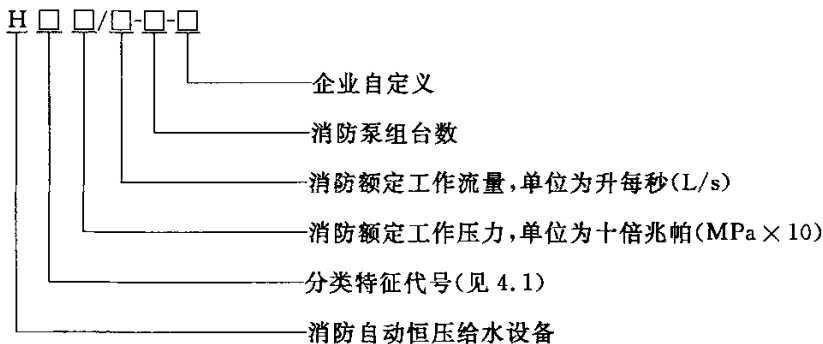 H□□/□-□-□
企业自定义
消防泵组台数
消防额定工作流量,单位为升每秒(L/s)
消防额定工作压力,单位为十倍兆帕(MPa×10)
分类特征代号(见4.1)
消防自动恒压给水设备